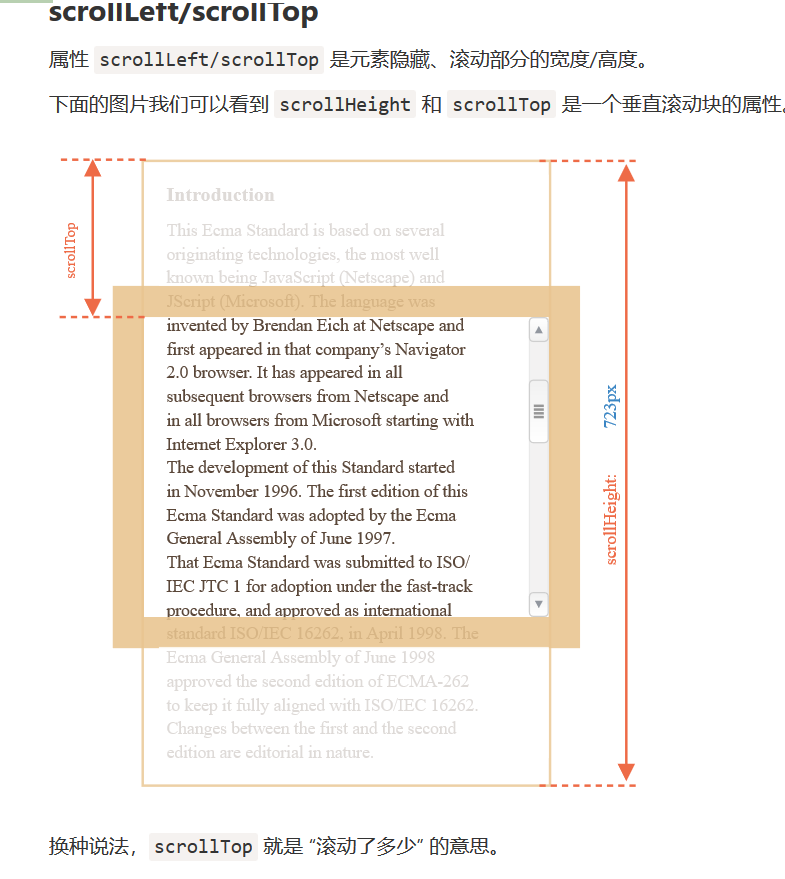 scrollLeft/scrollTop
属性 scrollLeft/scrollTop 是元素隐藏、滚动部分的宽度/高度。
下面的图片我们可以看到 scrollHeight 和 scrollTop 是一个垂直滚动块的属性。
scrollTop
Introduction
This Ecma Standard is based on several
originating technologies, the most well
known being JavaScript (Netscape) and
JScript (Microsoft). The language was
invented by Brendan Eich at Netscape and
first appeared in that company’s Navigator
2.0 browser. It has appeared in all
subsequent browsers from Netscape and
in all browsers from Microsoft starting with
Internet Explorer 3.0.
The development of this Standard started
in November 1996. The first edition of this
Ecma Standard was adopted by the Ecma
General Assembly of June 1997.
That Ecma Standard was submitted to ISO/
IEC JTC 1 for adoption under the fast-track
procedure, and approved as international
standard ISO/IEC 16262, in April 1998. The
Ecma General Assembly of June 1998
approved the second edition of ECMA-262
to keep it fully aligned with ISO/IEC 16262.
Changes between the first and the second
edition are editorial in nature.
scrollHeight: 723px
换种说法，scrollTop 就是 “滚动了多少” 的意思。